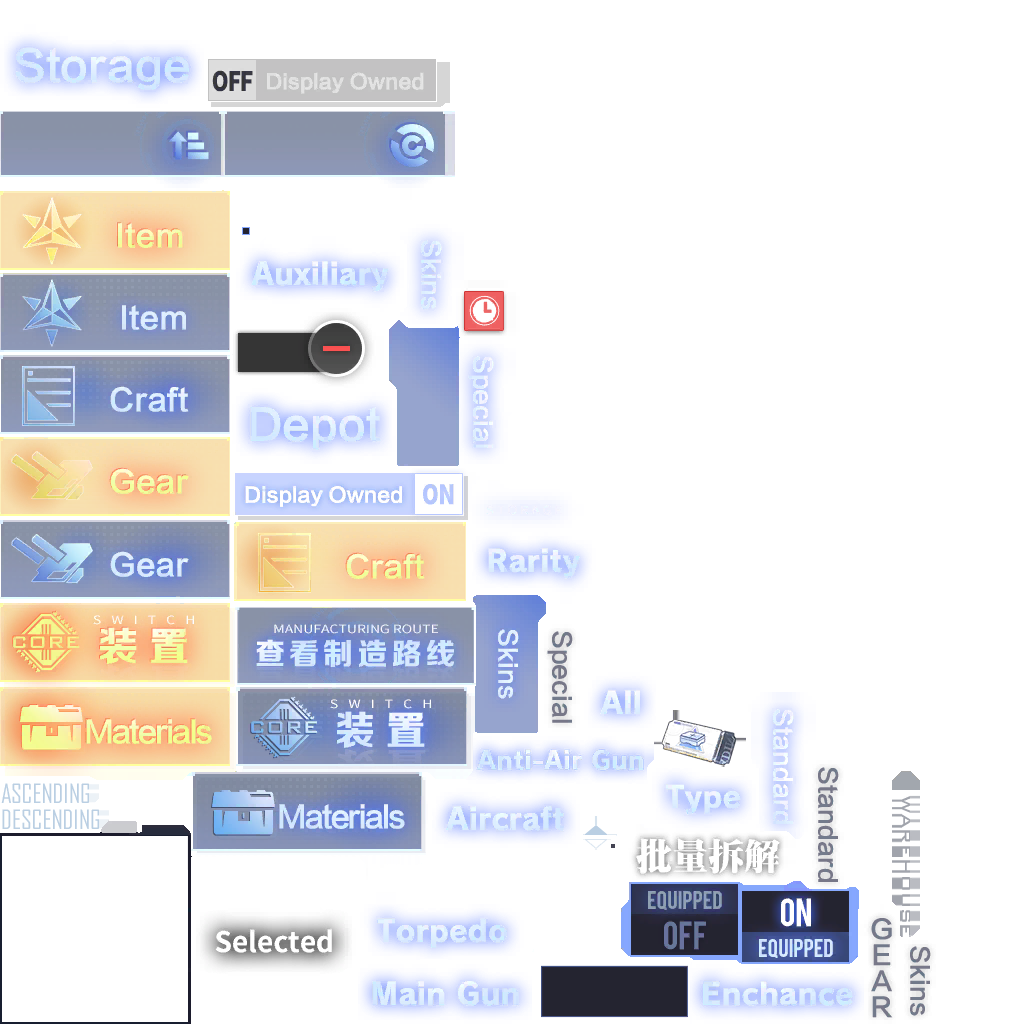 Storage
OFF Display Owned
Item
Auxiliary
Skins
Item
Craft
Special
Depot
Gear
Display Owned ON
Gear
Craft
Rarity
SWITCH
CORE 装置
MANUFACTURING ROUTE
查看制造路线
Skins
Special
Materials
SWITCH
CORE 装置
All
Anti-Air Gun
Standard
Standard
ASCENDING
DESCENDING
Materials
Aircraft
Type
WAREHOUSE
批量拆解
EQUIPPED
OFF
ON
EQUIPPED
Selected
Torpedo
GEAR
Skins
Main Gun
Enchance